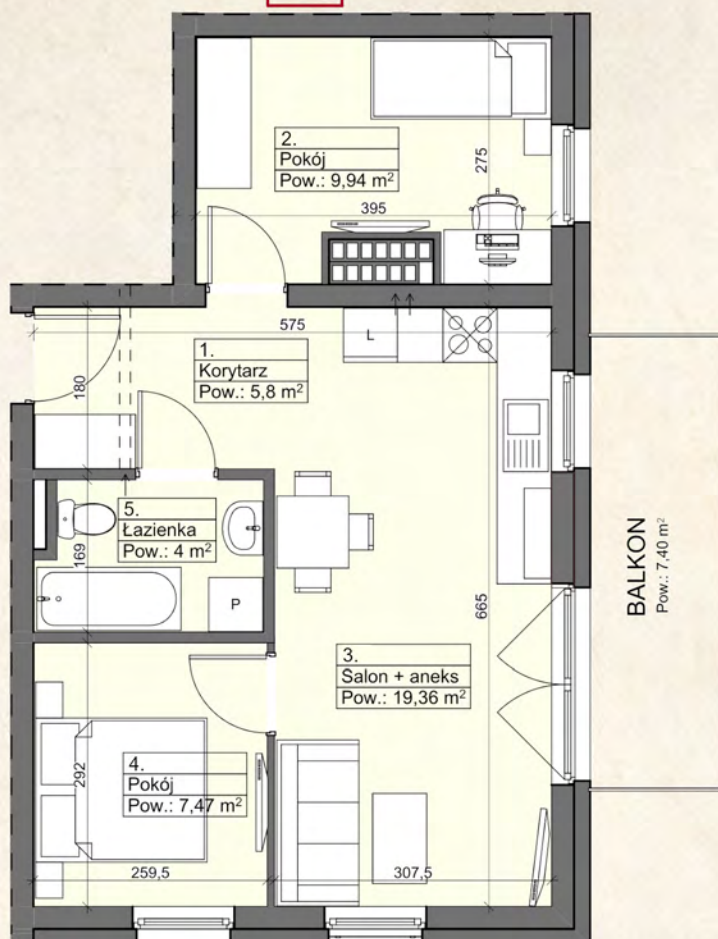 2.
Pokój
Pow.: 9,94 m²
275
395
575
L
1.
Korytarz
Pow.: 5,8 m²
180
5.
Łazienka
Pow.: 4 m²
169
P
BALKON
Pow.: 7,40 m²
665
3.
Salon + aneks
Pow.: 19,36 m²
4.
Pokój
Pow.: 7,47 m²
292
259,5
307,5